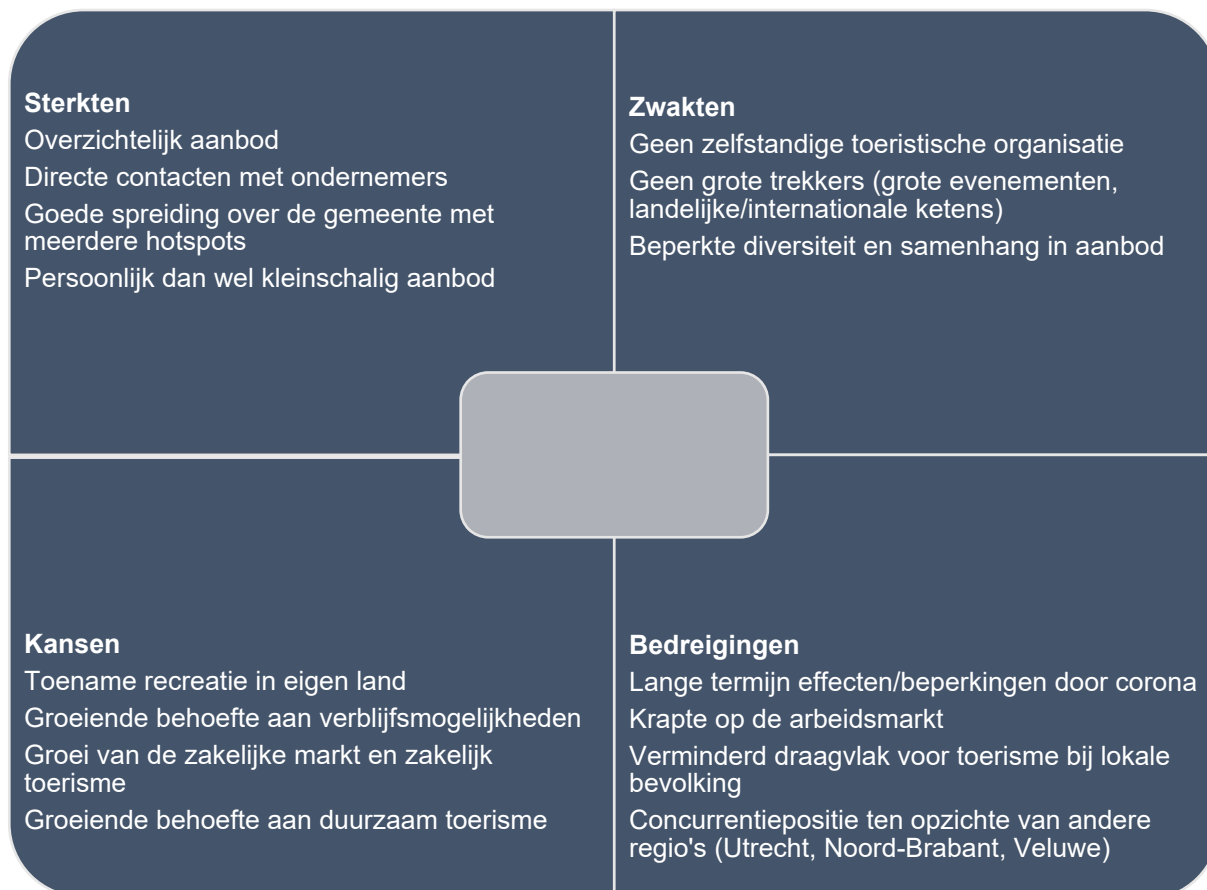 Sterkten
Overzichtelijk aanbod
Directe contacten met ondernemers
Goede spreiding over de gemeente met
meerdere hotspots
Persoonlijk dan wel kleinschalig aanbod
Zwakten
Geen zelfstandige toeristische organisatie
Geen grote trekkers (grote evenementen,
landelijke/internationale ketens)
Beperkte diversiteit en samenhang in aanbod
Kansen
Toename recreatie in eigen land
Groeiende behoefte aan verblijfsmogelijkheden
Groei van de zakelijke markt en zakelijk
toerisme
Groeiende behoefte aan duurzaam toerisme
Bedreigingen
Lange termijn effecten/beperkingen door corona
Krapte op de arbeidsmarkt
Verminderd draagvlak voor toerisme bij lokale
bevolking
Concurrentiepositie ten opzichte van andere
regio's (Utrecht, Noord-Brabant, Veluwe)